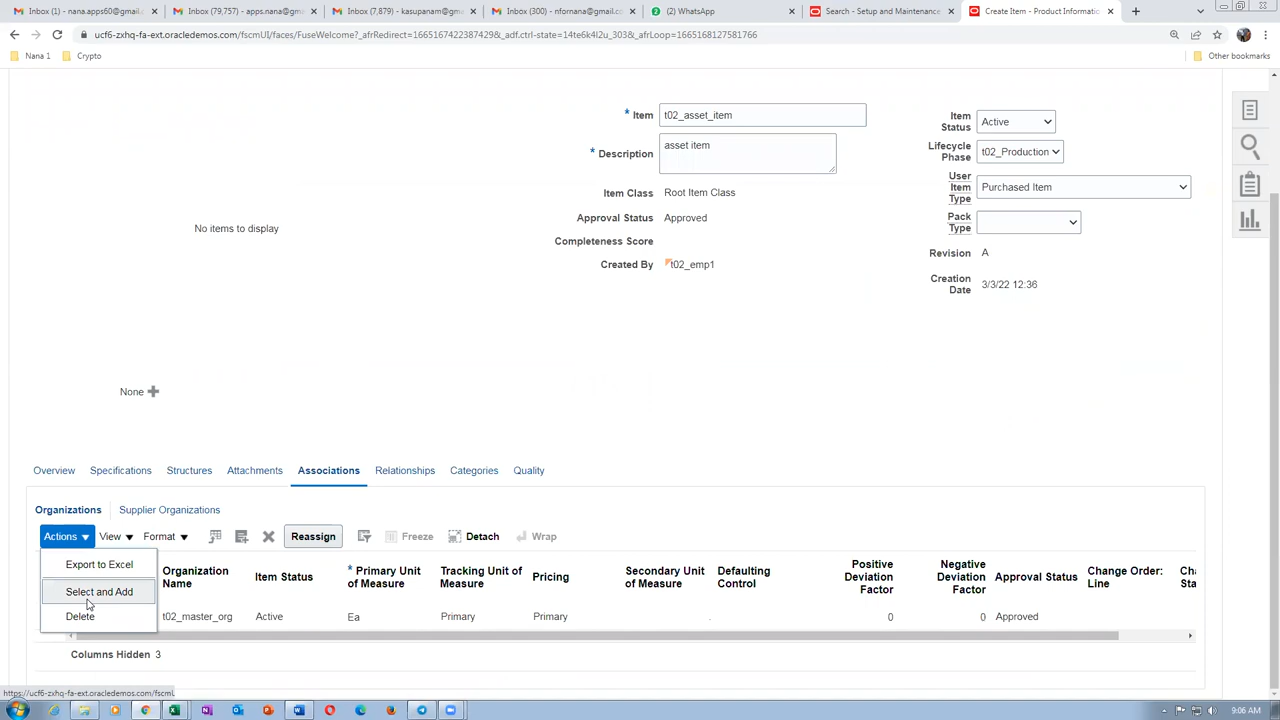 Inbox (1) - nana.apps60@gma
Inbox (79,757) - apps.nana@gma
Inbox (7,879) - kasupanam@gm
Inbox (300) - nfornana@gmail.co
(2) WhatsApp
Search - Setup and Maintenance
Create Item - Product Informatio
ucf6-zxhq-fa-ext.oracledemos.com/fscmUI/faces/FuseWelcome?_afrRedirect=1665167422387429&_adf.ctrl-state=14te6k4l2u_303&_afrLoop=1665168127581766
Nana 1
Crypto
Other bookmarks
* Item t02_asset_item
* Description asset item
Item Class Root Item Class
Approval Status Approved
Completeness Score
Created By t02_emp1
Item Status Active
Lifecycle Phase t02_Production
User Item Type Purchased Item
Pack Type
Revision A
Creation Date 3/3/22 12:36
No items to display
None
Overview Specifications Structures Attachments Associations Relationships Categories Quality
Organizations Supplier Organizations
Actions View Format Reassign Freeze Detach Wrap
Export to Excel
Select and Add
Delete
Organization Name Item Status * Primary Unit of Measure Tracking Unit of Measure Pricing Secondary Unit of Measure Defaulting Control Positive Deviation Factor Negative Deviation Factor Approval Status Change Order: Line Cha Sta
t02_master_org Active Ea Primary Primary 0 0 Approved
Columns Hidden 3
https://ucf6-zxhq-fa-ext.oracledemos.com/fscmU
9:06 AM